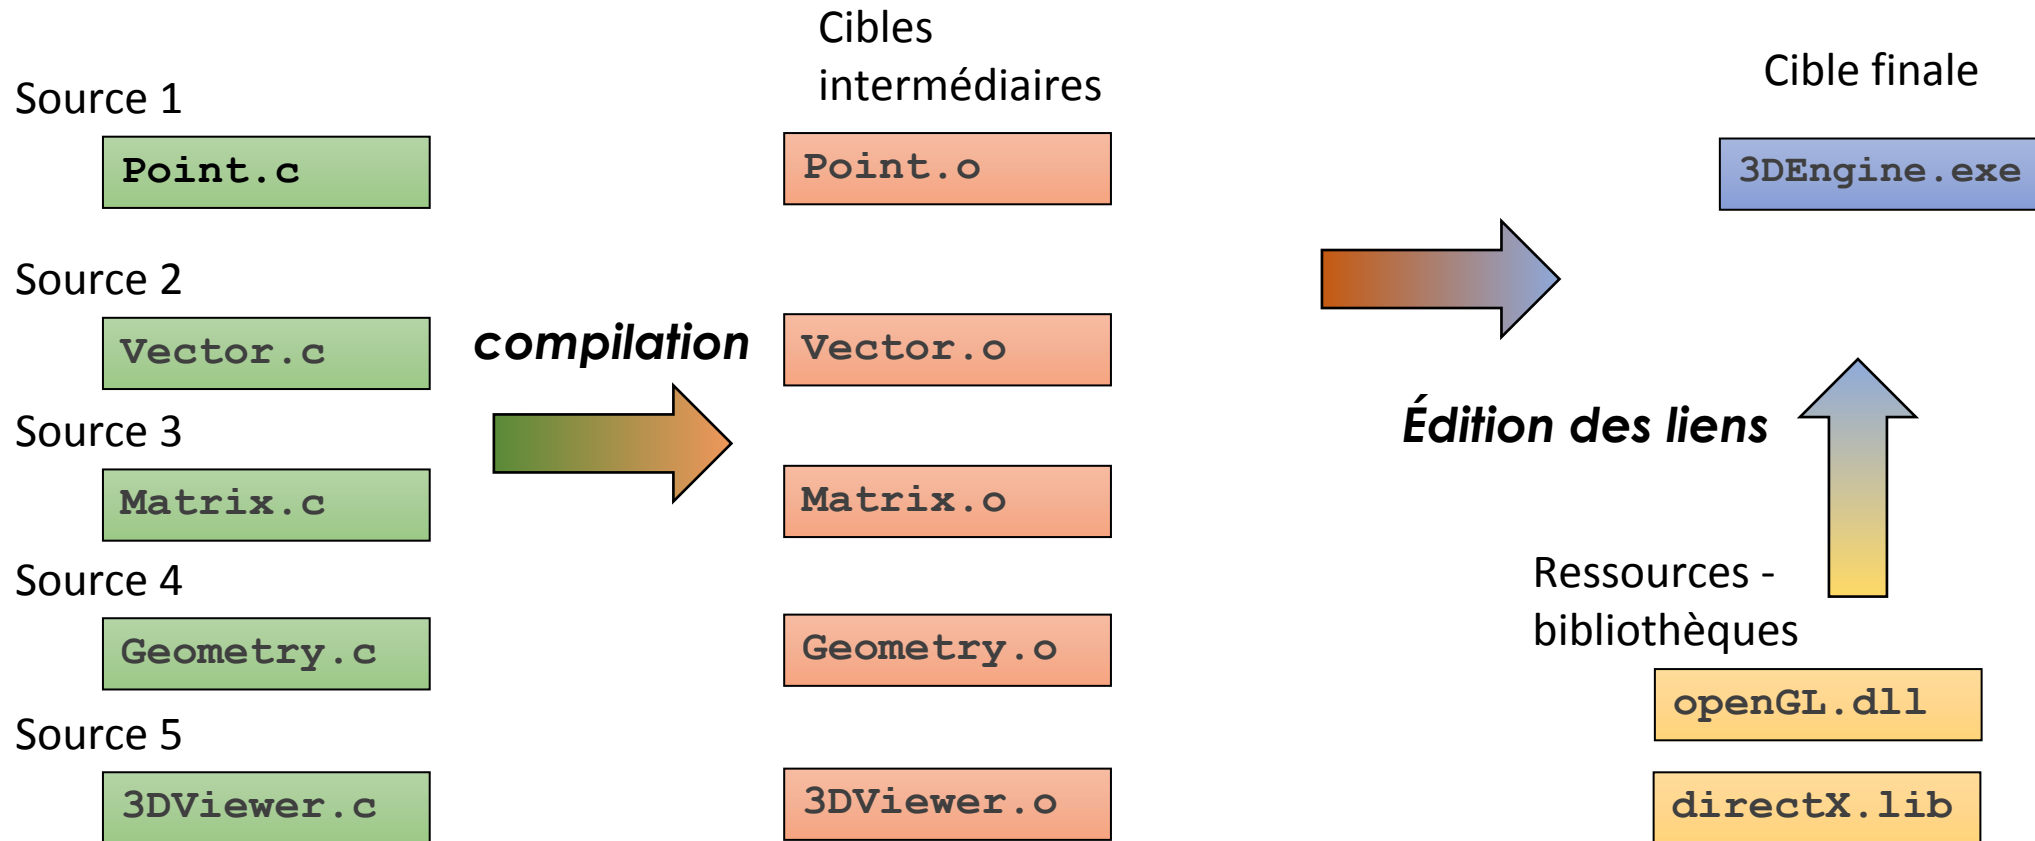 Source 1
Point.c
Source 2
Vector.c
Source 3
Matrix.c
Source 4
Geometry.c
Source 5
3DViewer.c
compilation
Cibles
intermédiaires
Point.o
Vector.o
Matrix.o
Geometry.o
3DViewer.o
Édition des liens
Cible finale
3DEngine.exe
Ressources -
bibliothèques
openGL.dll
directX.lib